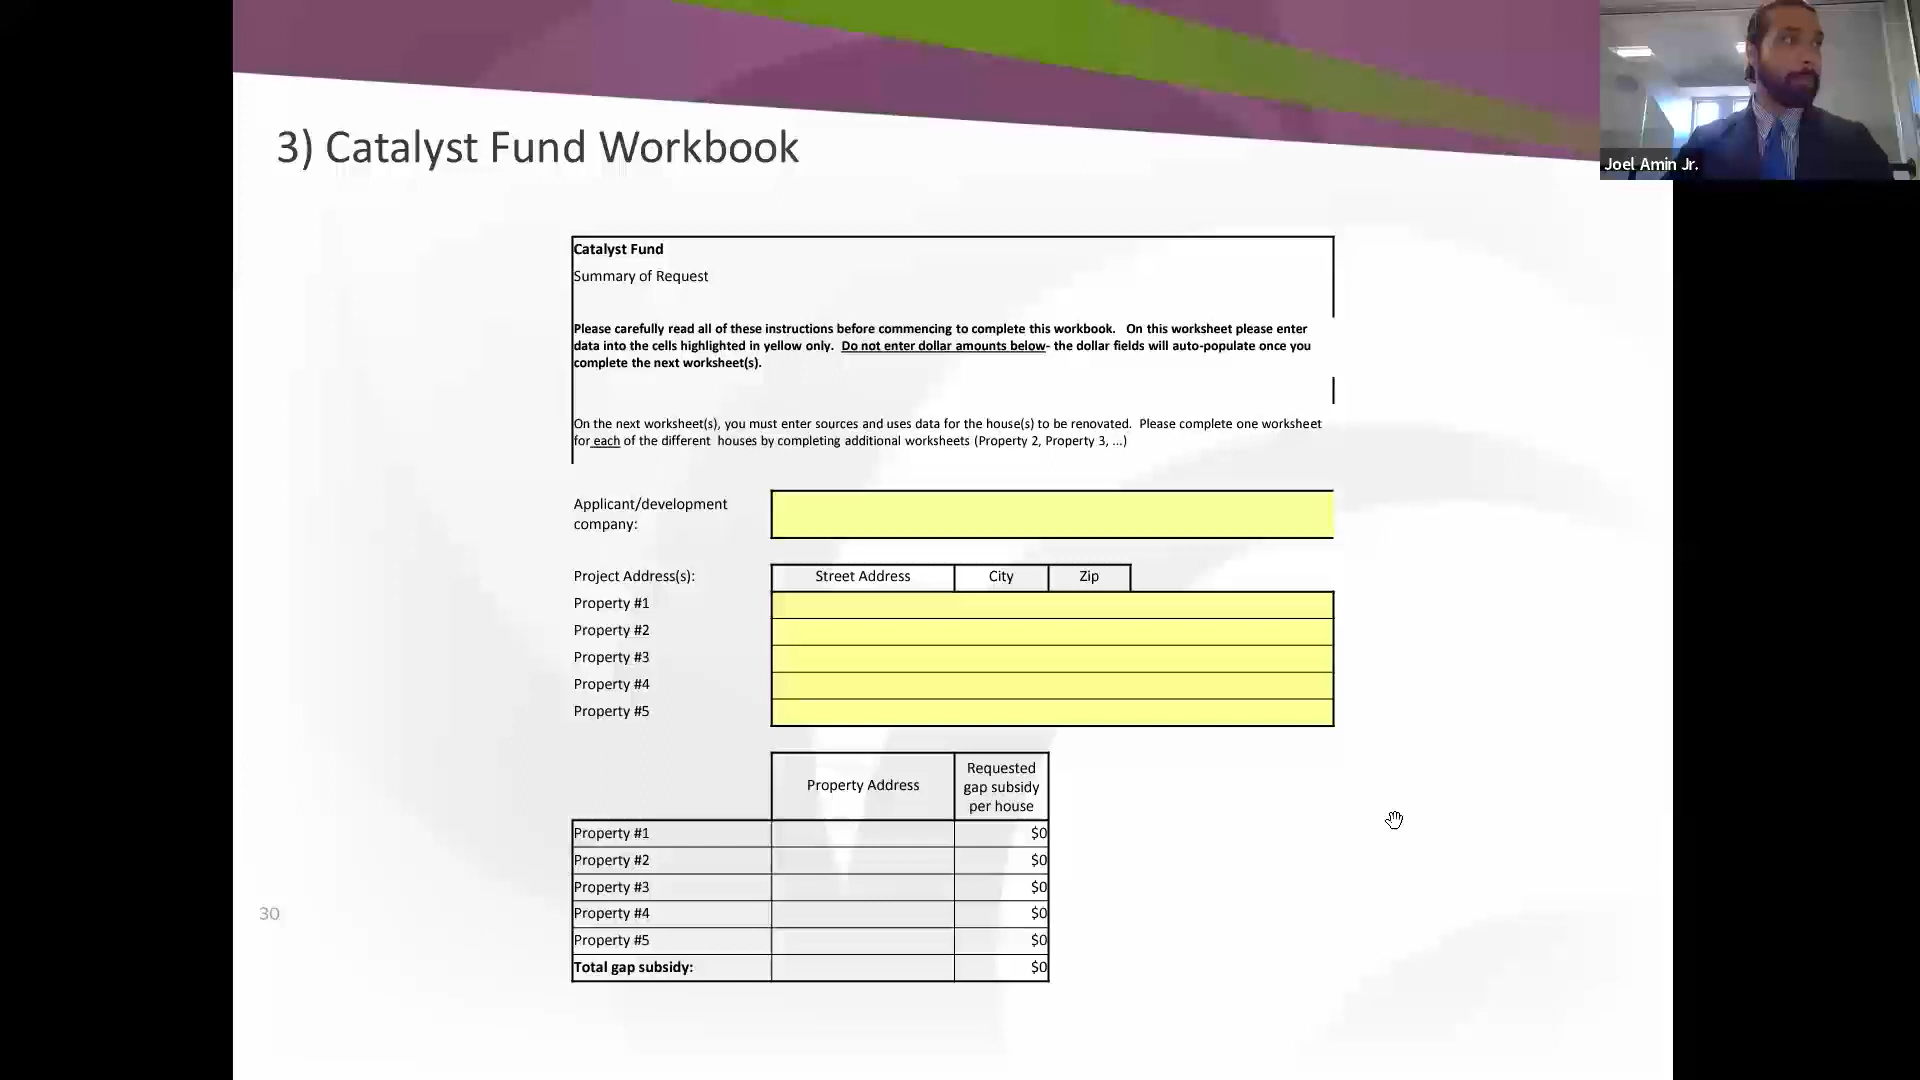 3) Catalyst Fund Workbook
Joel Amin Jr.
Catalyst Fund
Summary of Request
Please carefully read all of these instructions before commencing to complete this workbook. On this worksheet please enter
data into the cells highlighted in yellow only. Do not enter dollar amounts below- the dollar fields will auto-populate once you
complete the next worksheet(s).
On the next worksheet(s), you must enter sources and uses data for the house(s) to be renovated. Please complete one worksheet
for each of the different houses by completing additional worksheets (Property 2, Property 3, ...)
Applicant/development
company:
Project Address(s): Street Address City Zip
Property #1
Property #2
Property #3
Property #4
Property #5
Property Address
Requested
gap subsidy
per house
Property #1 $0
Property #2 $0
Property #3 $0
Property #4 $0
Property #5 $0
Total gap subsidy: $0
30